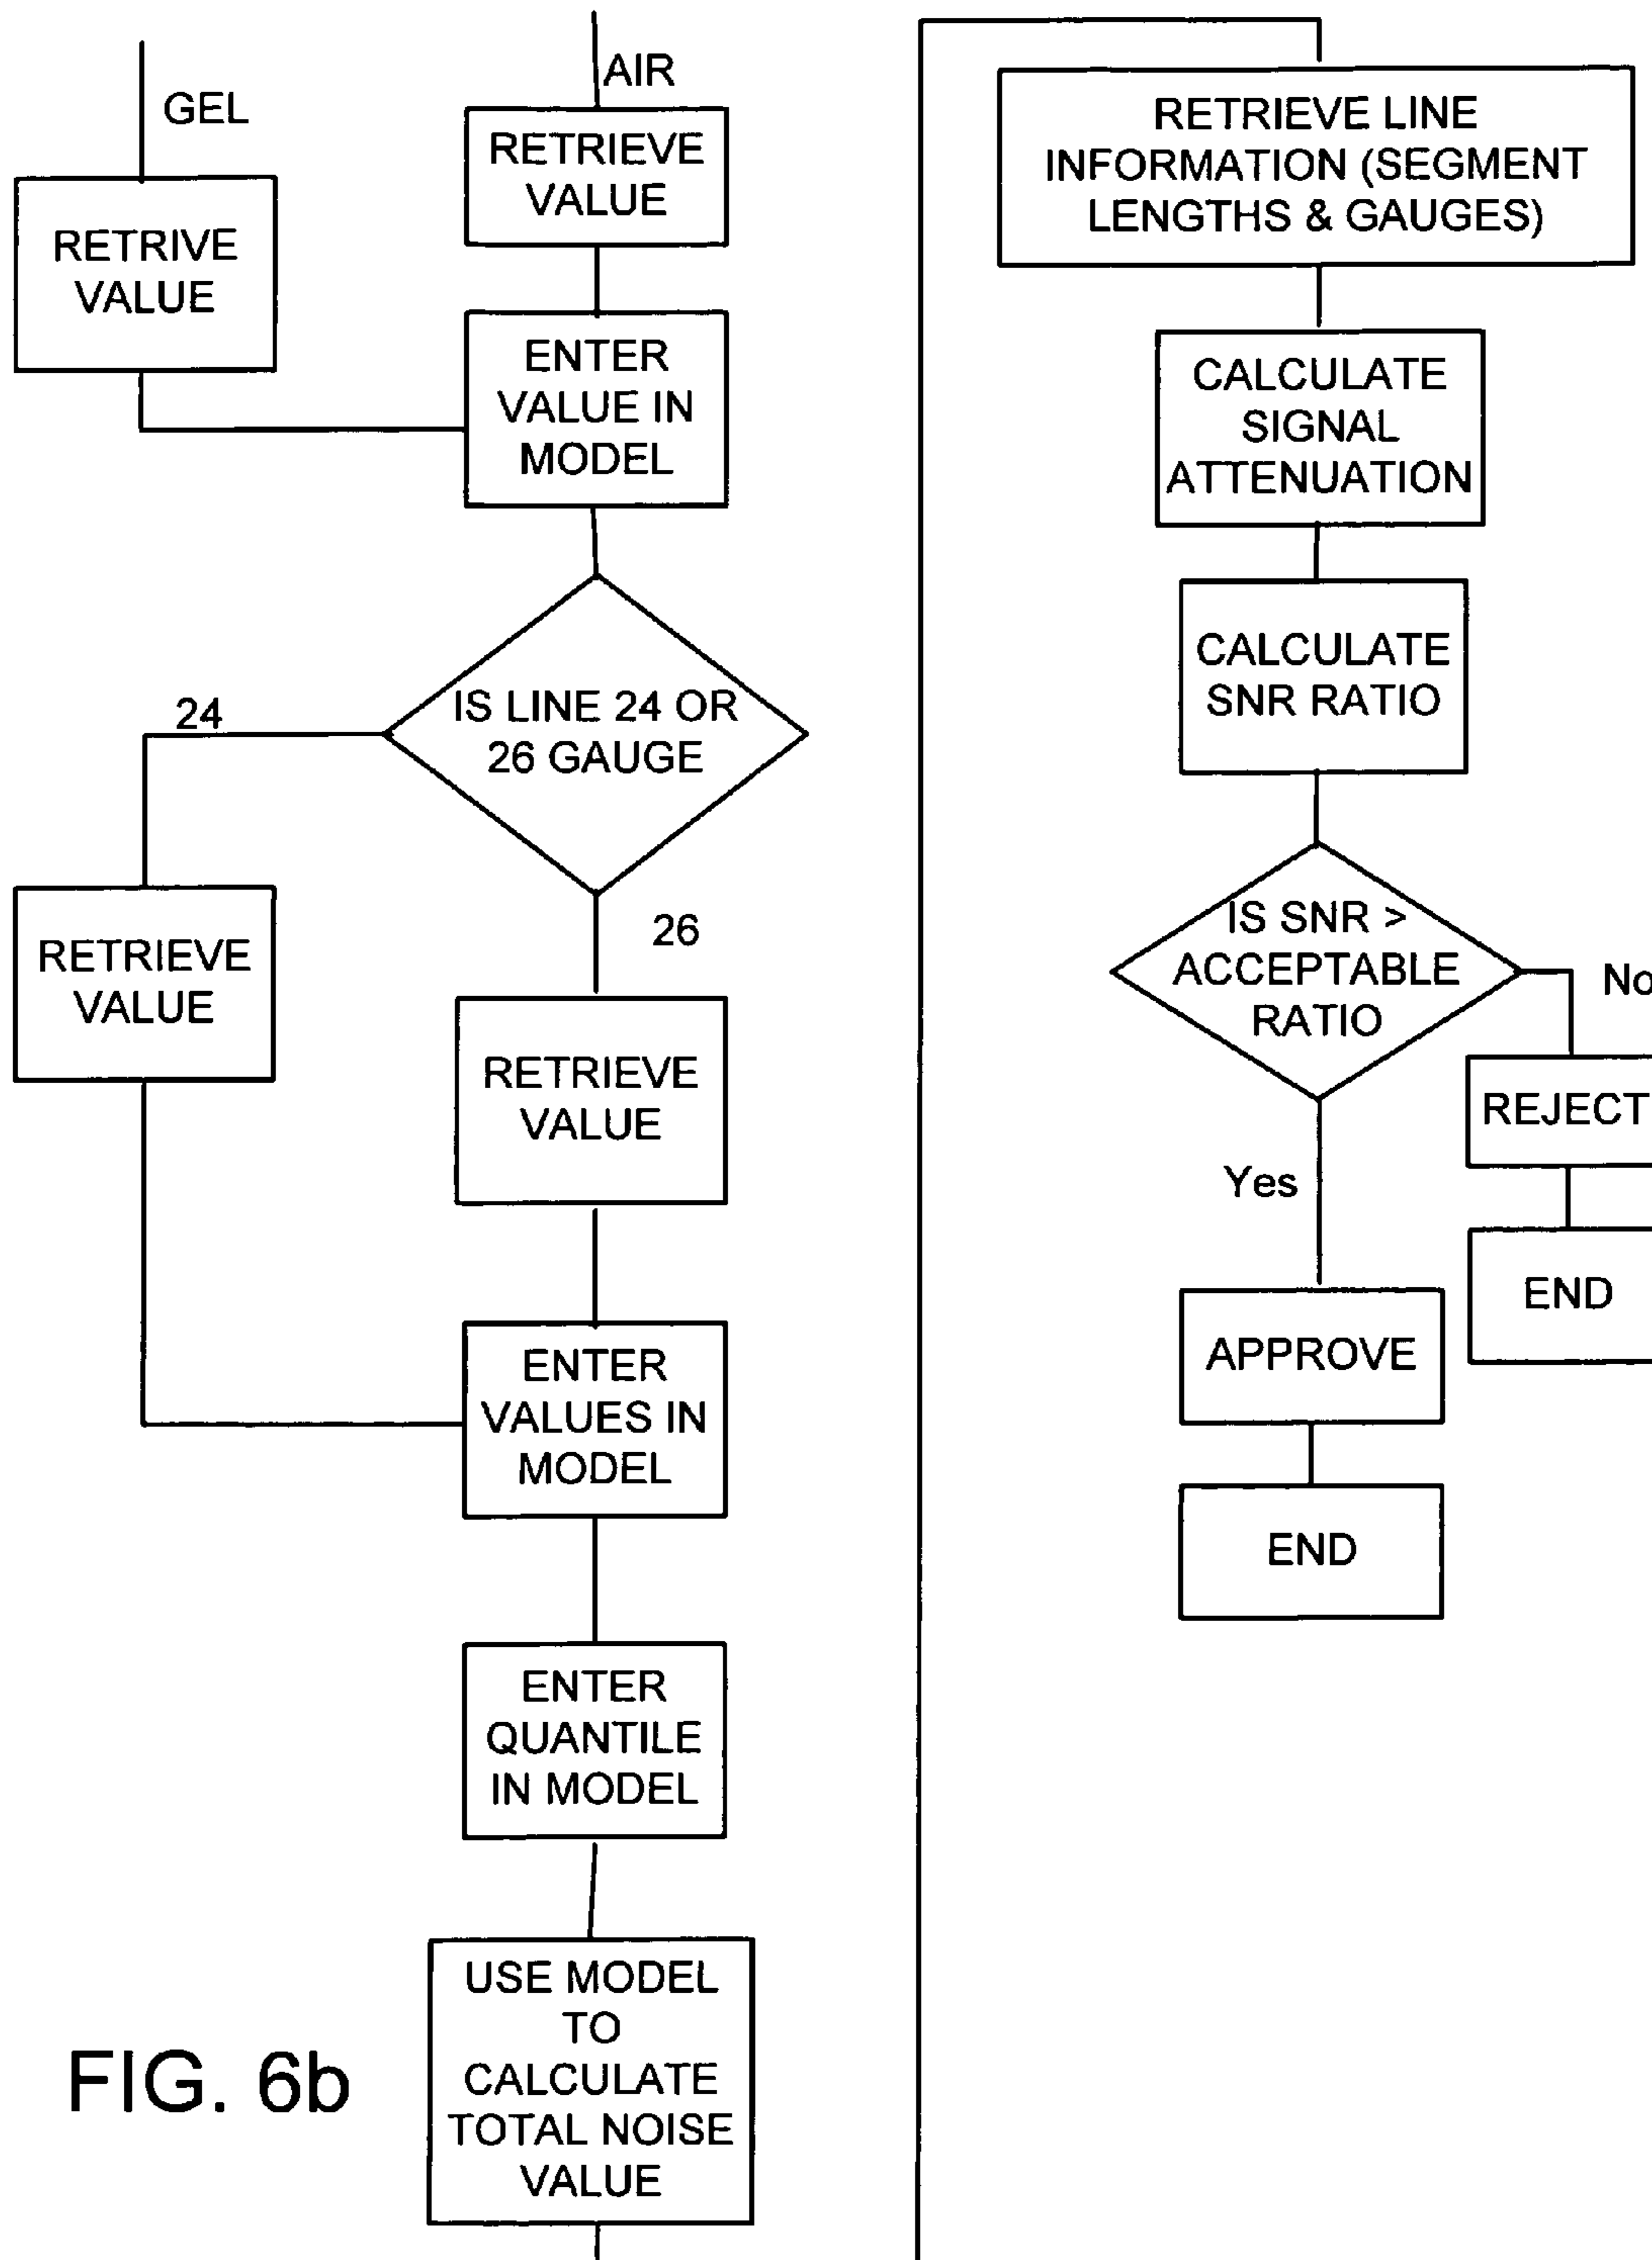 GEL
AIR
RETRIEVE
VALUE
RETRIVE
VALUE
ENTER
VALUE IN
MODEL
IS LINE 24 OR
26 GAUGE
24
26
RETRIEVE
VALUE
RETRIEVE
VALUE
ENTER
VALUES IN
MODEL
ENTER
QUANTILE
IN MODEL
USE MODEL
TO
CALCULATE
TOTAL NOISE
VALUE
RETRIEVE LINE
INFORMATION (SEGMENT
LENGTHS & GAUGES)
CALCULATE
SIGNAL
ATTENUATION
CALCULATE
SNR RATIO
IS SNR >
ACCEPTABLE
RATIO
No
REJECT
END
Yes
APPROVE
END
FIG. 6b